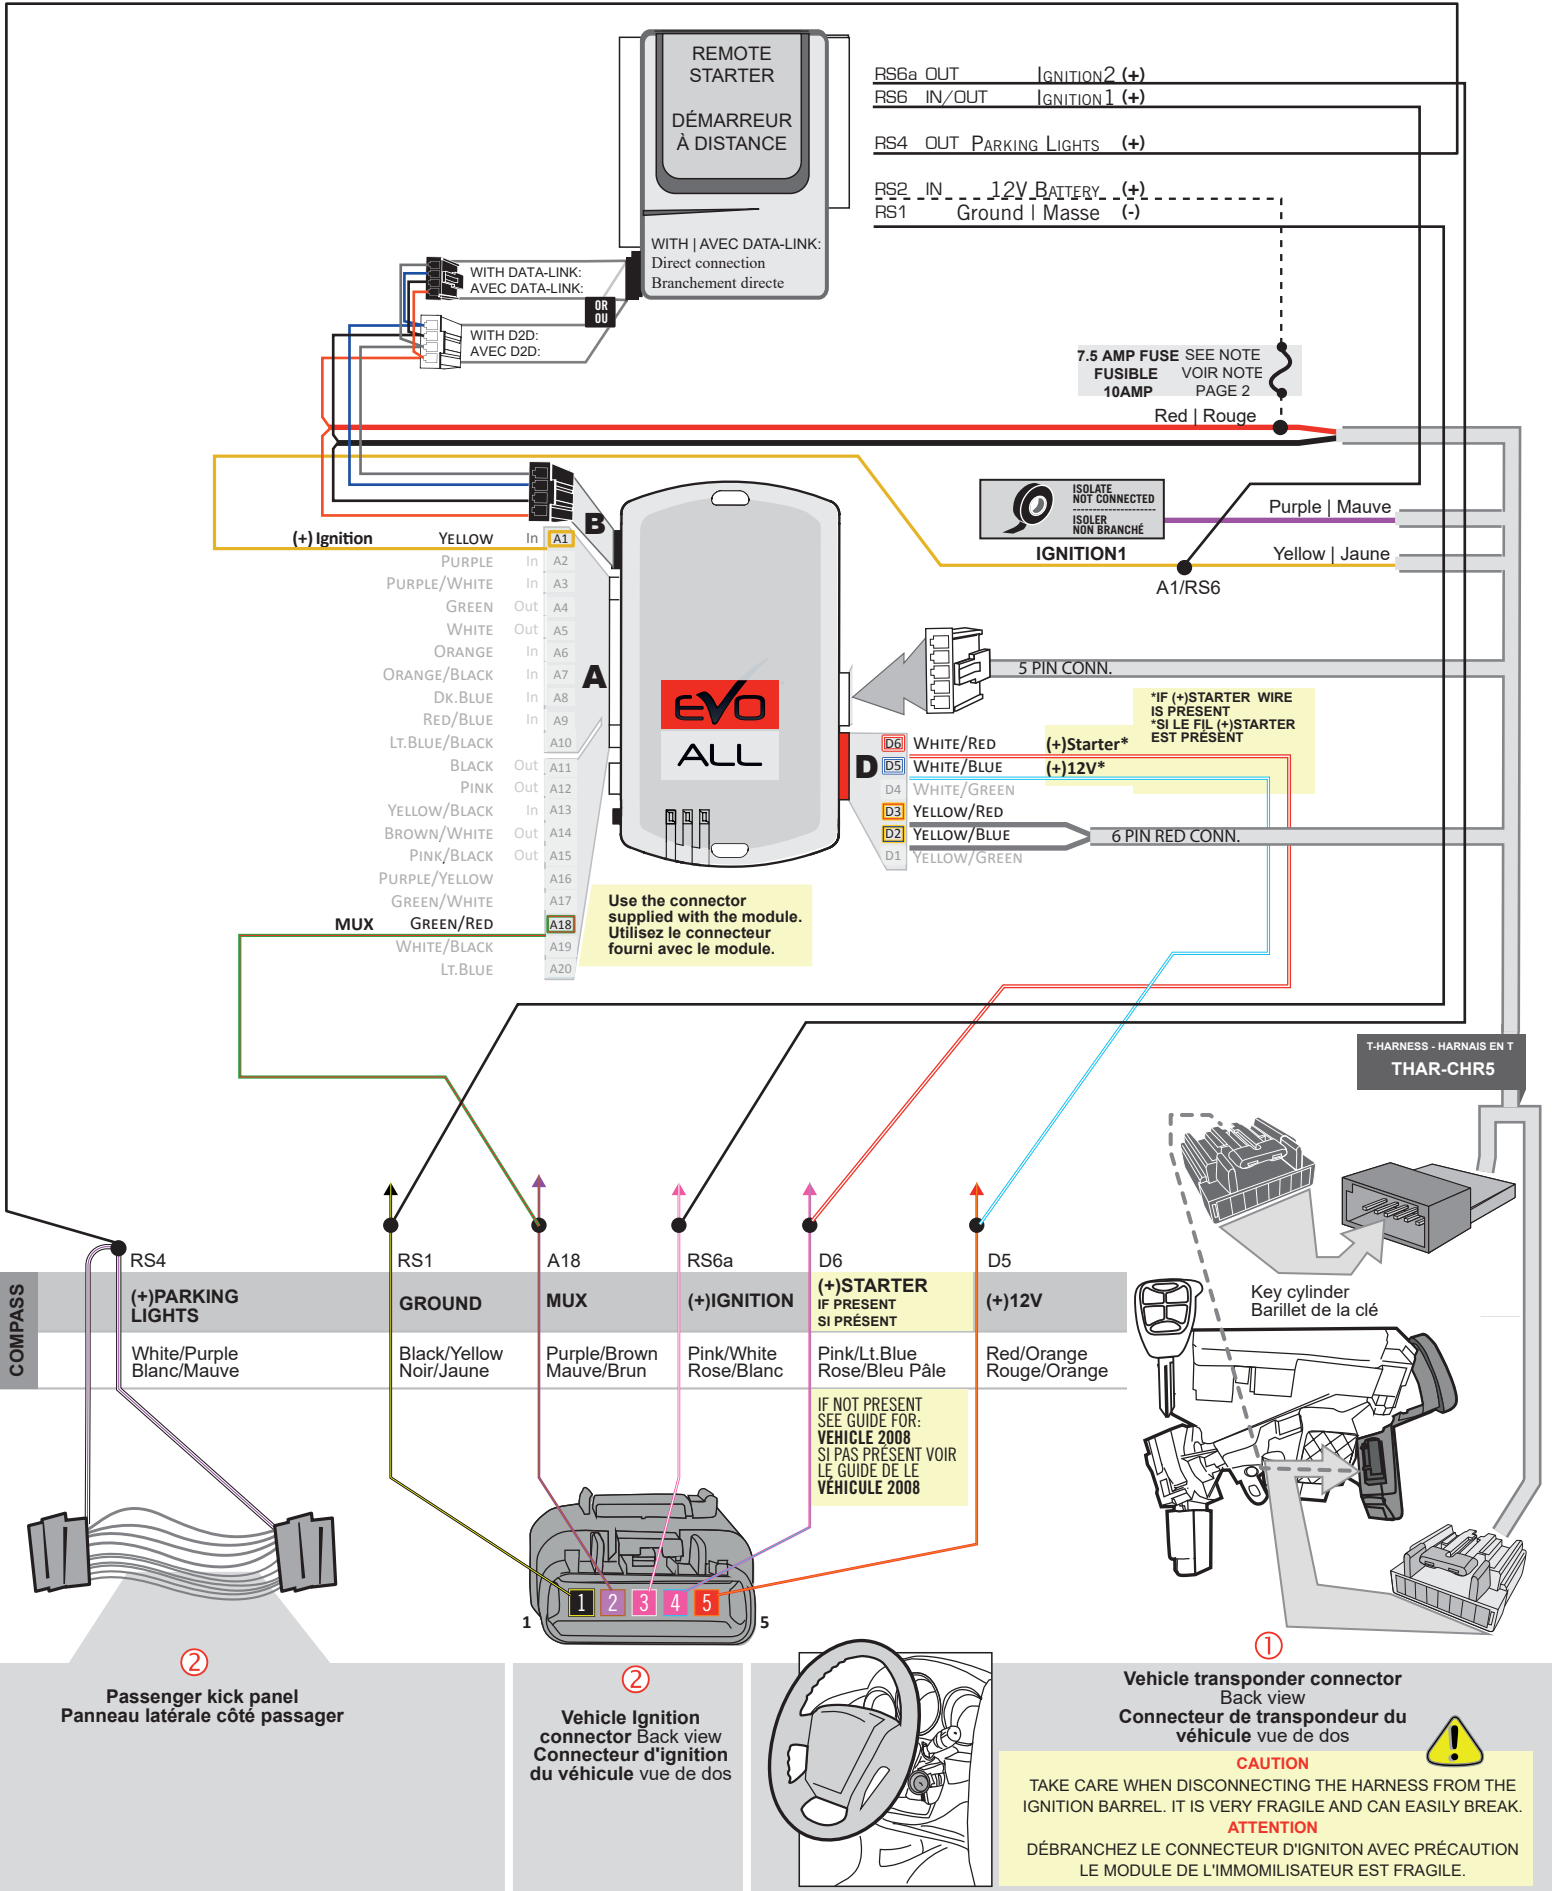 REMOTE
STARTER
DÉMARREUR
À DISTANCE
WITH | AVEC DATA-LINK:
Direct connection
Branchement directe
RS6a OUT IGNITION2 (+)
RS6 IN/OUT IGNITION1 (+)
RS4 OUT PARKING LIGHTS (+)
RS2 IN 12V BATTERY (+)
RS1 Ground | Masse (-)
WITH DATA-LINK:
AVEC DATA-LINK:
OR
OU
WITH D2D:
AVEC D2D:
7.5 AMP FUSE SEE NOTE
FUSIBLE VOIR NOTE
10AMP PAGE 2
Red | Rouge
ISOLATE
NOT CONNECTED
ISOLER
NON BRANCHÉ
Purple | Mauve
IGNITION1
Yellow | Jaune
A1/RS6
B
(+) Ignition YELLOW In A1
PURPLE In A2
PURPLE/WHITE In A3
GREEN Out A4
WHITE Out A5
ORANGE In A6
ORANGE/BLACK In A7
DK.BLUE In A8
RED/BLUE In A9
LT.BLUE/BLACK A10
BLACK Out A11
PINK Out A12
YELLOW/BLACK In A13
BROWN/WHITE Out A14
PINK/BLACK Out A15
PURPLE/YELLOW A16
GREEN/WHITE A17
MUX GREEN/RED A18
WHITE/BLACK A19
LT.BLUE A20
A
EVO
ALL
5 PIN CONN.
*IF (+)STARTER WIRE
IS PRESENT
*SI LE FIL (+)STARTER
EST PRÉSENT
D
D6 WHITE/RED (+)Starter*
D5 WHITE/BLUE (+)12V*
D4 WHITE/GREEN
D3 YELLOW/RED
D2 YELLOW/BLUE
D1 YELLOW/GREEN
6 PIN RED CONN.
Use the connector
supplied with the module.
Utilisez le connecteur
fourni avec le module.
T-HARNESS - HARNAIS EN T
THAR-CHR5
COMPASS
RS4
(+)PARKING
LIGHTS
White/Purple
Blanc/Mauve
RS1
GROUND
Black/Yellow
Noir/Jaune
A18
MUX
Purple/Brown
Mauve/Brun
RS6a
(+)IGNITION
Pink/White
Rose/Blanc
D6
(+)STARTER
IF PRESENT
SI PRÉSENT
Pink/Lt.Blue
Rose/Bleu Pâle
IF NOT PRESENT
SEE GUIDE FOR:
VEHICLE 2008
SI PAS PRÉSENT VOIR
LE GUIDE DE LE
VÉHICULE 2008
D5
(+)12V
Red/Orange
Rouge/Orange
Key cylinder
Barillet de la clé
1 2 3 4 5
1 5
2
Passenger kick panel
Panneau latérale côté passager
2
Vehicle Ignition
connector Back view
Connecteur d'ignition
du véhicule vue de dos
1
Vehicle transponder connector
Back view
Connecteur de transpondeur du
véhicule vue de dos
!
CAUTION
TAKE CARE WHEN DISCONNECTING THE HARNESS FROM THE
IGNITION BARREL. IT IS VERY FRAGILE AND CAN EASILY BREAK.
ATTENTION
DÉBRANCHEZ LE CONNECTEUR D'IGNITON AVEC PRÉCAUTION
LE MODULE DE L'IMMOMILISATEUR EST FRAGILE.